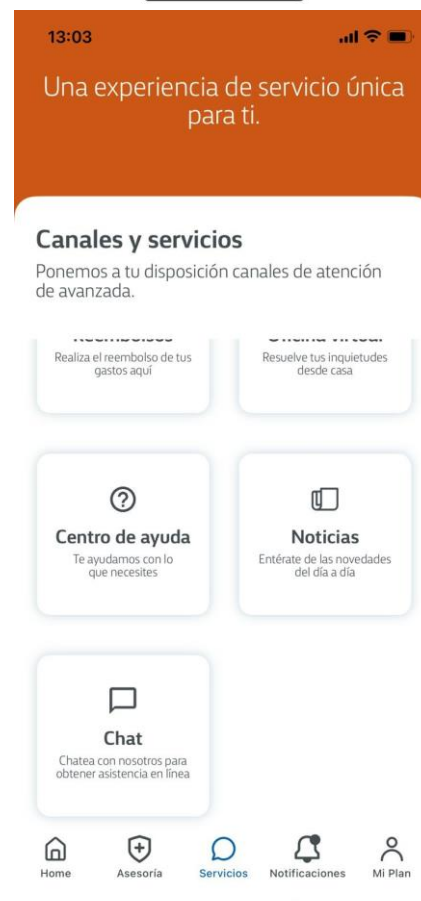 13:03
Una experiencia de servicio única
para ti.
Canales y servicios
Ponemos a tu disposición canales de atención
de avanzada.
Reembolsos
Realiza el reembolso de tus
gastos aquí
Oficina virtual
Resuelve tus inquietudes
desde casa
Centro de ayuda
Te ayudamos con lo
que necesites
Noticias
Entérate de las novedades
del día a día
Chat
Chatea con nosotros para
obtener asistencia en línea
Home
Asesoría
Servicios
Notificaciones
Mi Plan